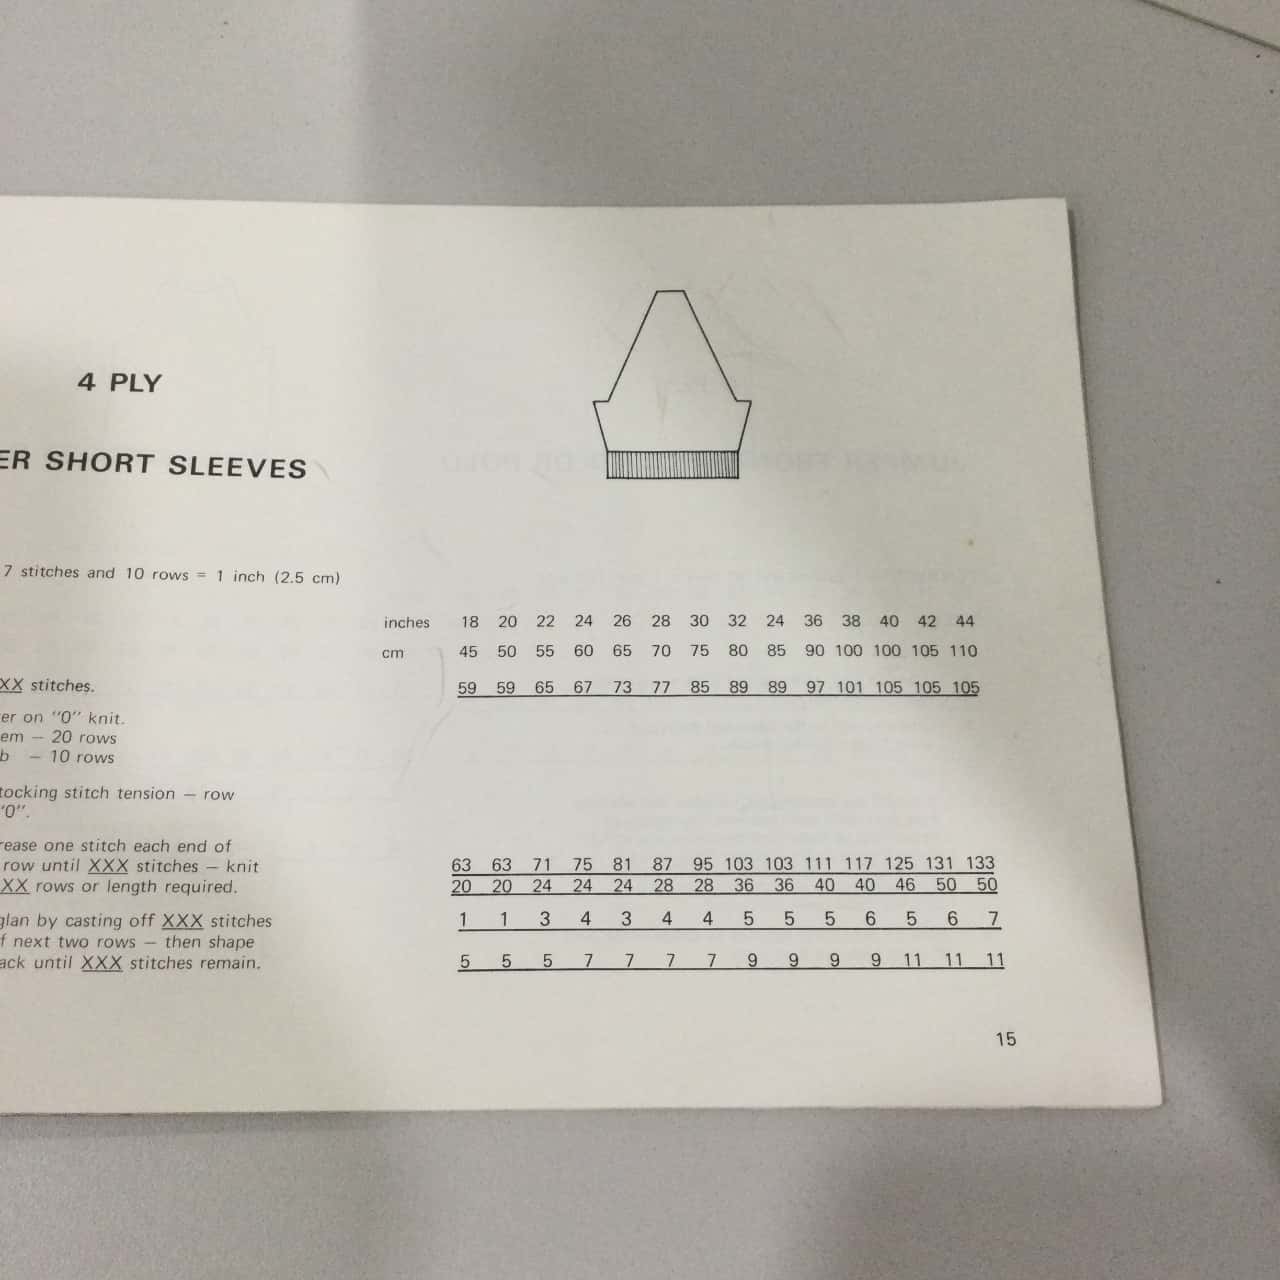 4 PLY
ER SHORT SLEEVES
7 stitches and 10 rows = 1 inch (2.5 cm)
inches 18 20 22 24 26 28 30 32 24 36 38 40 42 44
cm 45 50 55 60 65 70 75 80 85 90 100 100 105 110
XX stitches. 59 59 65 67 73 77 85 89 89 97 101 105 105 105
er on "0" knit.
em — 20 rows
b — 10 rows
tocking stitch tension — row
"0".
rease one stitch each end of
row until XXX stitches — knit 63 63 71 75 81 87 95 103 103 111 117 125 131 133
XX rows or length required. 20 20 24 24 24 28 28 36 36 40 40 46 50 50
glan by casting off XXX stitches 1 1 3 4 3 4 4 5 5 5 6 5 6 7
f next two rows — then shape
ack until XXX stitches remain. 5 5 5 7 7 7 7 9 9 9 9 11 11 11
15